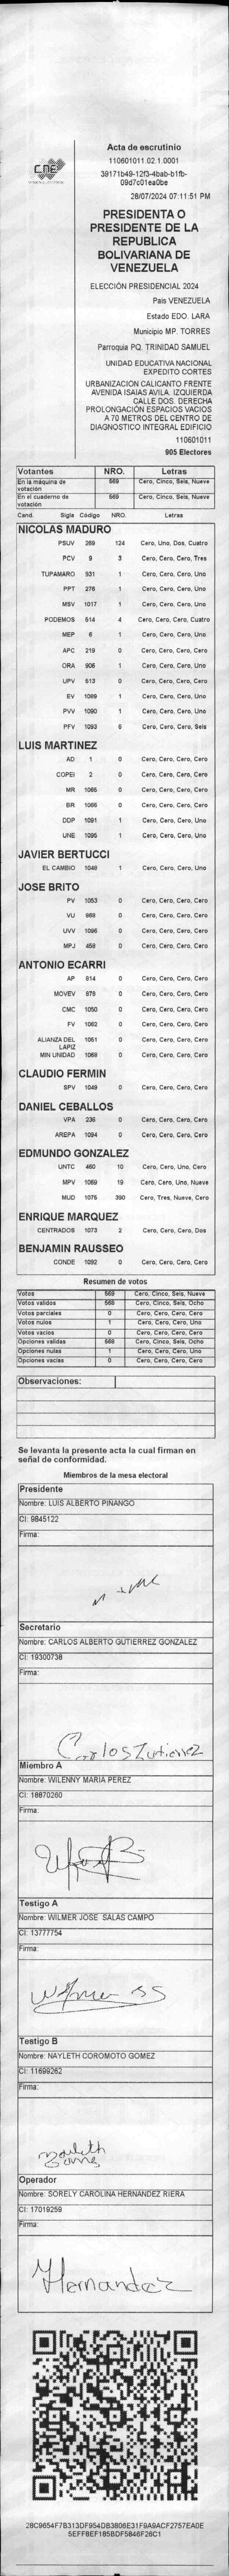 CNE
Acta de escrutinio
110601011.02.1.0001
39171b49-12f3-4bab-b1fb-
09d7c01ea0be
28/07/2024 07:11:51 PM
PRESIDENTA O
PRESIDENTE DE LA
REPUBLICA
BOLIVARIANA DE
VENEZUELA
ELECCIÓN PRESIDENCIAL 2024
Pais VENEZUELA
Estado EDO. LARA
Municipio MP. TORRES
Parroquia PQ. TRINIDAD SAMUEL
UNIDAD EDUCATIVA NACIONAL
EXPEDITO CORTES
URBANIZACIÓN CALICANTO FRENTE
AVENIDA ISAIAS AVILA. IZQUIERDA
CALLE DOS. DERECHA
PROLONGACIÓN ESPACIOS VACIOS
A 70 METROS DEL CENTRO DE
DIAGNOSTICO INTEGRAL EDIFICIO
110601011
905 Electores
Votantes NRO. Letras
En la máquina de votación 569 Cero, Cinco, Seis, Nueve
En el cuaderno de votación 569 Cero, Cinco, Seis, Nueve
Cand. Sigla Código NRO. Letras
NICOLAS MADURO
PSUV 269 124 Cero, Uno, Dos, Cuatro
PCV 9 3 Cero, Cero, Cero, Tres
TUPAMARO 931 1 Cero, Cero, Cero, Uno
PPT 276 1 Cero, Cero, Cero, Uno
MSV 1017 1 Cero, Cero, Cero, Uno
PODEMOS 514 4 Cero, Cero, Cero, Cuatro
MEP 6 1 Cero, Cero, Cero, Uno
APC 219 0 Cero, Cero, Cero, Cero
ORA 906 1 Cero, Cero, Cero, Uno
UPV 513 0 Cero, Cero, Cero, Cero
EV 1089 1 Cero, Cero, Cero, Uno
PVV 1090 1 Cero, Cero, Cero, Uno
PFV 1093 6 Cero, Cero, Cero, Seis
LUIS MARTINEZ
AD 1 0 Cero, Cero, Cero, Cero
COPEI 2 0 Cero, Cero, Cero, Cero
MR 1065 0 Cero, Cero, Cero, Cero
BR 1066 0 Cero, Cero, Cero, Cero
DDP 1091 1 Cero, Cero, Cero, Uno
UNE 1095 1 Cero, Cero, Cero, Uno
JAVIER BERTUCCI
EL CAMBIO 1048 1 Cero, Cero, Cero, Uno
JOSE BRITO
PV 1053 0 Cero, Cero, Cero, Cero
VU 968 0 Cero, Cero, Cero, Cero
UVV 1096 0 Cero, Cero, Cero, Cero
MPJ 458 0 Cero, Cero, Cero, Cero
ANTONIO ECARRI
AP 814 0 Cero, Cero, Cero, Cero
MOVEV 979 0 Cero, Cero, Cero, Cero
CMC 1050 0 Cero, Cero, Cero, Cero
FV 1062 0 Cero, Cero, Cero, Cero
ALIANZA DEL LAPIZ 1051 0 Cero, Cero, Cero, Cero
MIN UNIDAD 1068 0 Cero, Cero, Cero, Cero
CLAUDIO FERMIN
SPV 1049 0 Cero, Cero, Cero, Cero
DANIEL CEBALLOS
VPA 236 0 Cero, Cero, Cero, Cero
AREPA 1094 0 Cero, Cero, Cero, Cero
EDMUNDO GONZALEZ
UNTC 460 10 Cero, Cero, Uno, Cero
MPV 1069 19 Cero, Cero, Uno, Nueve
MUD 1075 390 Cero, Tres, Nueve, Cero
ENRIQUE MARQUEZ
CENTRADOS 1073 2 Cero, Cero, Cero, Dos
BENJAMIN RAUSSEO
CONDE 1092 0 Cero, Cero, Cero, Cero
Resumen de votos
Votos 569 Cero, Cinco, Seis, Nueve
Votos validos 568 Cero, Cinco, Seis, Ocho
Votos parciales 0 Cero, Cero, Cero, Cero
Votos nulos 1 Cero, Cero, Cero, Uno
Votos vacios 0 Cero, Cero, Cero, Cero
Opciones validas 568 Cero, Cinco, Seis, Ocho
Opciones nulas 1 Cero, Cero, Cero, Uno
Opciones vacias 0 Cero, Cero, Cero, Cero
Observaciones:
Se levanta la presente acta la cual firman en
señal de conformidad.
Miembros de la mesa electoral
Presidente
Nombre: LUIS ALBERTO PINANGO
CI: 9845122
Firma:
Secretario
Nombre: CARLOS ALBERTO GUTIERREZ GONZALEZ
CI: 19300738
Firma:
Carlos Gutierrez
Miembro A
Nombre: WILENNY MARIA PEREZ
CI: 18870260
Firma:
Testigo A
Nombre: WILMER JOSE SALAS CAMPO
CI: 13777754
Firma:
Wilmer SS
Testigo B
Nombre: NAYLETH COROMOTO GOMEZ
CI: 11699262
Firma:
Operador
Nombre: SORELY CAROLINA HERNANDEZ RIERA
CI: 17019259
Firma:
Hernandez
28C9654F7B313DF954DB3806E31F9A9ACF2757EA0E
5EFF8EF185BDF5846F26C1